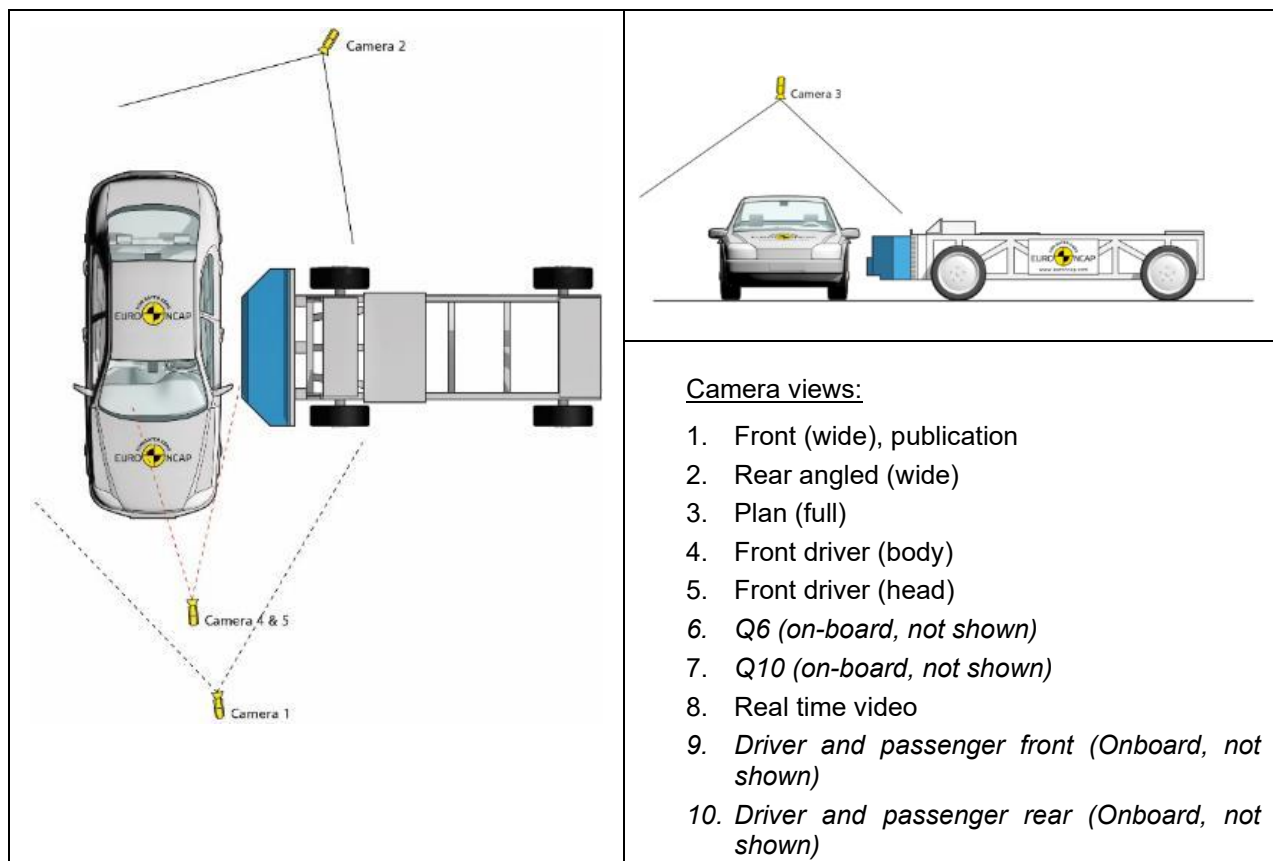 Camera 2
EURO NCAP
EURO NCAP
Camera 4 & 5
Camera 1
Camera 3
EURO NCAP
www.euroncap.com
Camera views:
1. Front (wide), publication
2. Rear angled (wide)
3. Plan (full)
4. Front driver (body)
5. Front driver (head)
6. Q6 (on-board, not shown)
7. Q10 (on-board, not shown)
8. Real time video
9. Driver and passenger front (Onboard, not
shown)
10. Driver and passenger rear (Onboard, not
shown)